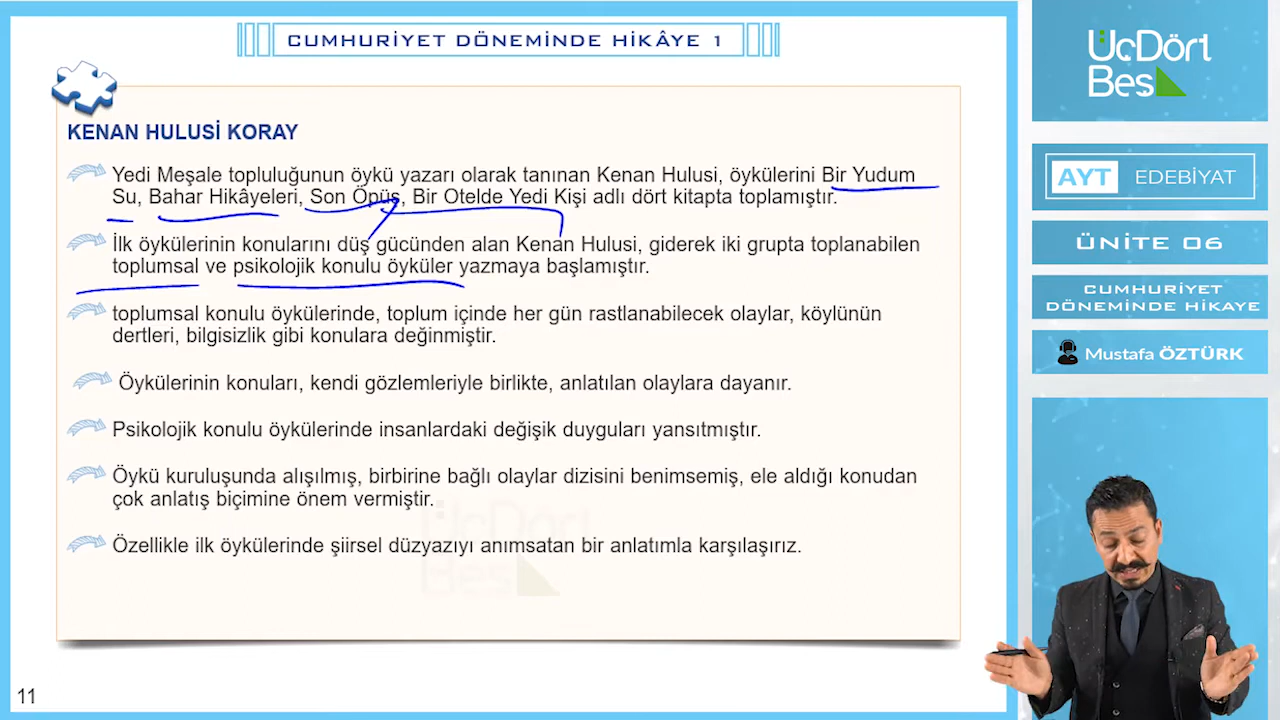 CUMHURİYET DÖNEMİNDE HİKÂYE 1
KENAN HULUSİ KORAY
Yedi Meşale topluluğunun öykü yazarı olarak tanınan Kenan Hulusi, öykülerini Bir Yudum
Su, Bahar Hikâyeleri, Son Öpüş, Bir Otelde Yedi Kişi adlı dört kitapta toplamıştır.
İlk öykülerinin konularını düş gücünden alan Kenan Hulusi, giderek iki grupta toplanabilen
toplumsal ve psikolojik konulu öyküler yazmaya başlamıştır.
toplumsal konulu öykülerinde, toplum içinde her gün rastlanabilecek olaylar, köylünün
dertleri, bilgisizlik gibi konulara değinmiştir.
Öykülerinin konuları, kendi gözlemleriyle birlikte, anlatılan olaylara dayanır.
Psikolojik konulu öykülerinde insanlardaki değişik duyguları yansıtmıştır.
Öykü kuruluşunda alışılmış, birbirine bağlı olaylar dizisini benimsemiş, ele aldığı konudan
çok anlatış biçimine önem vermiştir.
Özellikle ilk öykülerinde şiirsel düzyazıyı anımsatan bir anlatımla karşılaşırız.
ÜçDört
Beş
11
ÜçDört
Beş
AYT EDEBİYAT
ÜNİTE 06
CUMHURİYET
DÖNEMİNDE HİKAYE
Mustafa ÖZTÜRK